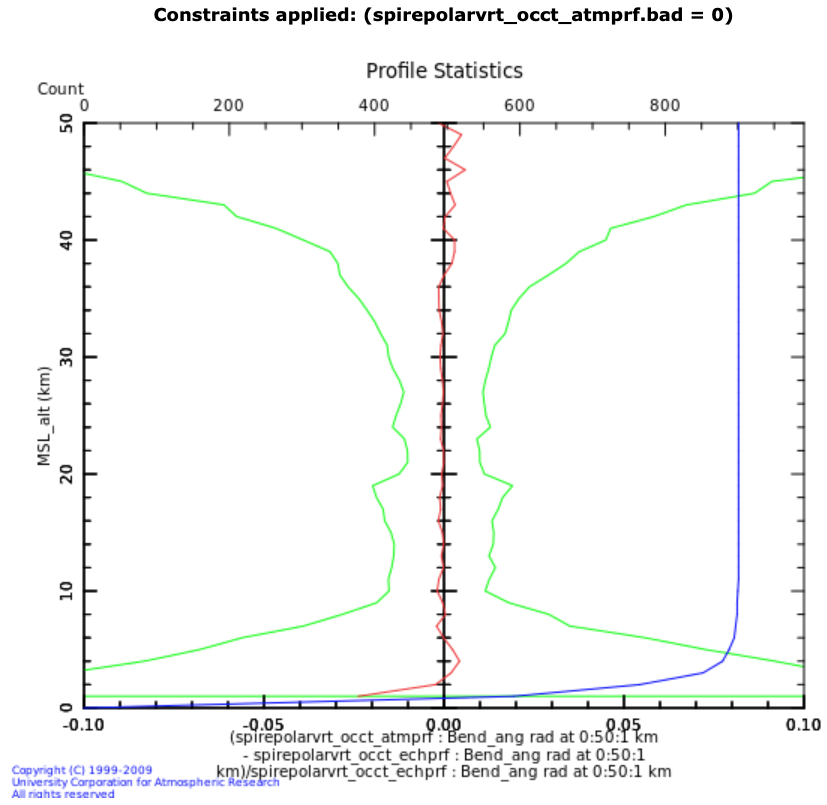 Constraints applied: (spirepolarvrt_occt_atmprf.bad = 0)
Profile Statistics
Count
0 200 400 600 800
50
40
30
20
10
0
MSL_alt (km)
-0.10 -0.05 0.00 0.05 0.10
(spirepolarvrt_occt_atmprf : Bend_ang rad at 0:50:1 km
- spirepolarvrt_occt_echprf : Bend_ang rad at 0:50:1
km)/spirepolarvrt_occt_echprf : Bend_ang rad at 0:50:1 km
Copyright (C) 1999-2009
University Corporation for Atmospheric Research
All rights reserved